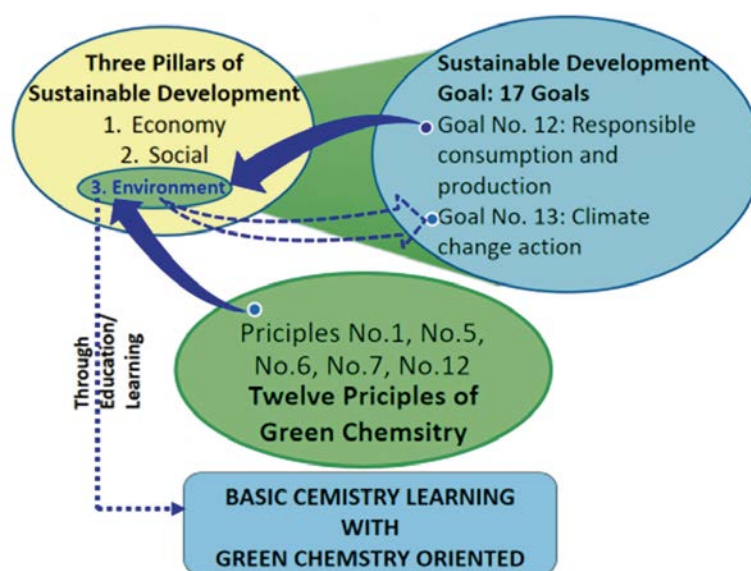 Three Pillars of
Sustainable Development
1. Economy
2. Social
3. Environment
Sustainable Development
Goal: 17 Goals
Goal No. 12: Responsible
consumption and
production
Goal No. 13: Climate
change action
Priciples No.1, No.5,
No.6, No.7, No.12
Twelve Priciples of
Green Chemsitry
Through
Education/
Learning
BASIC CEMISTRY LEARNING
WITH
GREEN CHEMSTRY ORIENTED